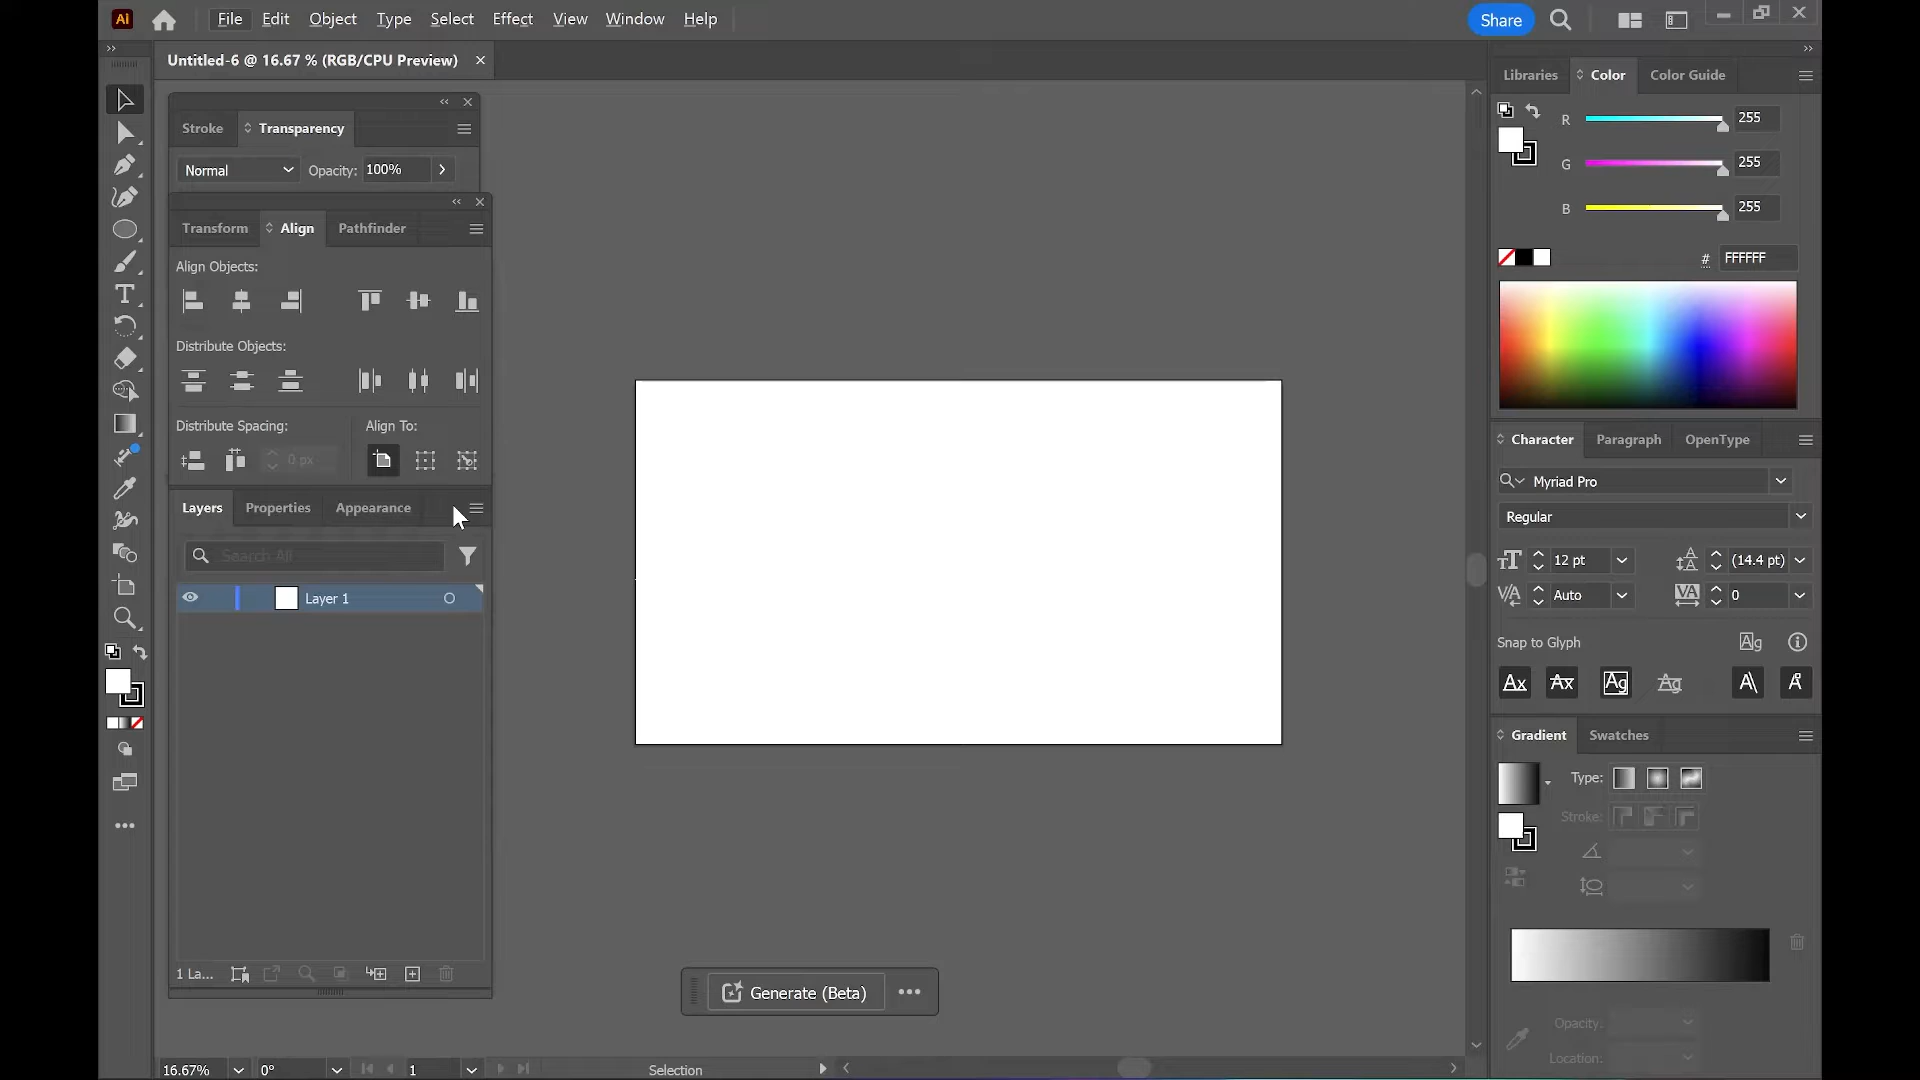 Ai File Edit Object Type Select Effect View Window Help Share
Untitled-6 @ 16.67 % (RGB/CPU Preview)
Stroke Transparency
Normal Opacity: 100%
Transform Align Pathfinder
Align Objects:
Distribute Objects:
Distribute Spacing: Align To:
0 px
Layers Properties Appearance
Search All
Layer 1
1 La...
Generate (Beta)
16.67% 0° 1 Selection
Libraries Color Color Guide
R 255
G 255
B 255
# FFFFFF
Character Paragraph OpenType
Myriad Pro
Regular
12 pt (14.4 pt)
Auto 0
Snap to Glyph
Gradient Swatches
Type:
Stroke:
Opacity:
Location: